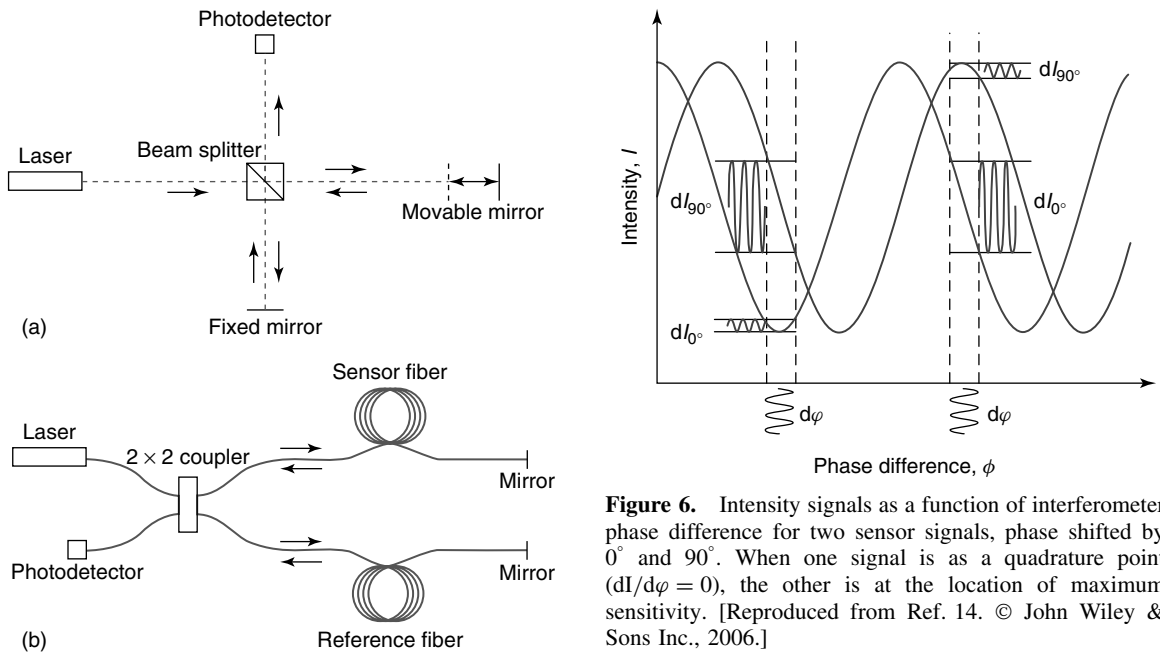 Photodetector
Laser
Beam splitter
Movable mirror
Fixed mirror
(a)
Sensor fiber
Laser
2 × 2 coupler
Mirror
Photodetector
Mirror
Reference fiber
(b)
Intensity, I
dI90°
dI90°
dI0°
dI0°
dφ
dφ
Phase difference, ϕ
Figure 6. Intensity signals as a function of interferometer
phase difference for two sensor signals, phase shifted by
0° and 90°. When one signal is as a quadrature point
(dI/dφ = 0), the other is at the location of maximum
sensitivity. [Reproduced from Ref. 14. © John Wiley &
Sons Inc., 2006.]